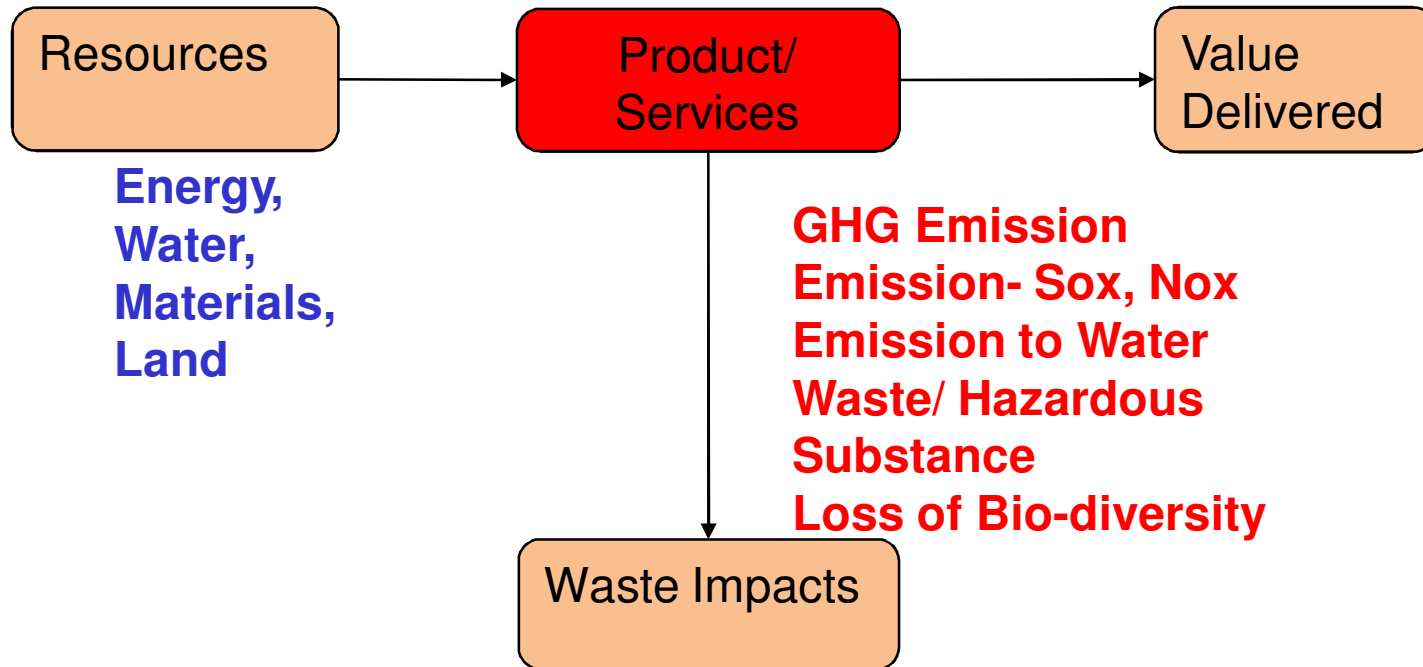 Resources
Product/
Services
Value
Delivered
Energy,
Water,
Materials,
Land
GHG Emission
Emission- Sox, Nox
Emission to Water
Waste/ Hazardous
Substance
Loss of Bio-diversity
Waste Impacts